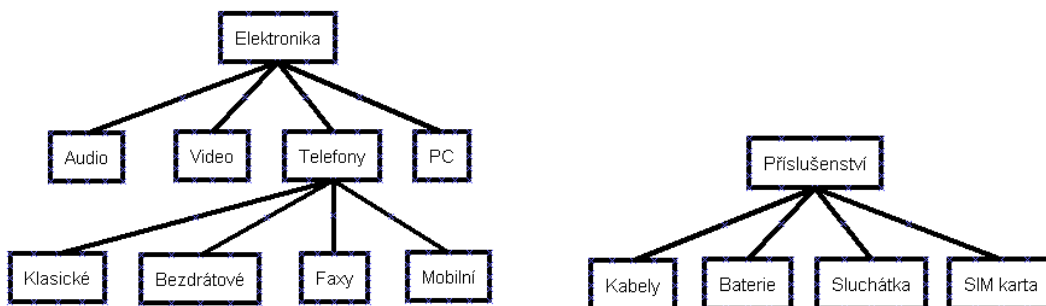 Elektronika
Audio
Video
Telefony
PC
Klasické
Bezdrátové
Faxy
Mobilní
Příslušenství
Kabely
Baterie
Sluchátka
SIM karta